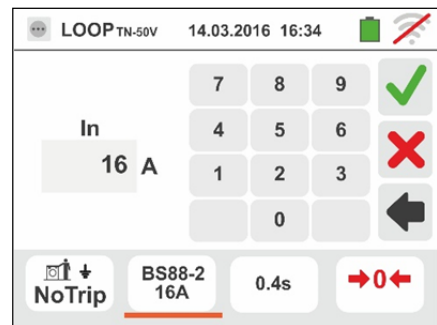 LOOP TN-50V 14.03.2016 16:34
7 8 9
In 4 5 6
16 A 1 2 3
0
NoTrip BS88-2 16A 0.4s 0